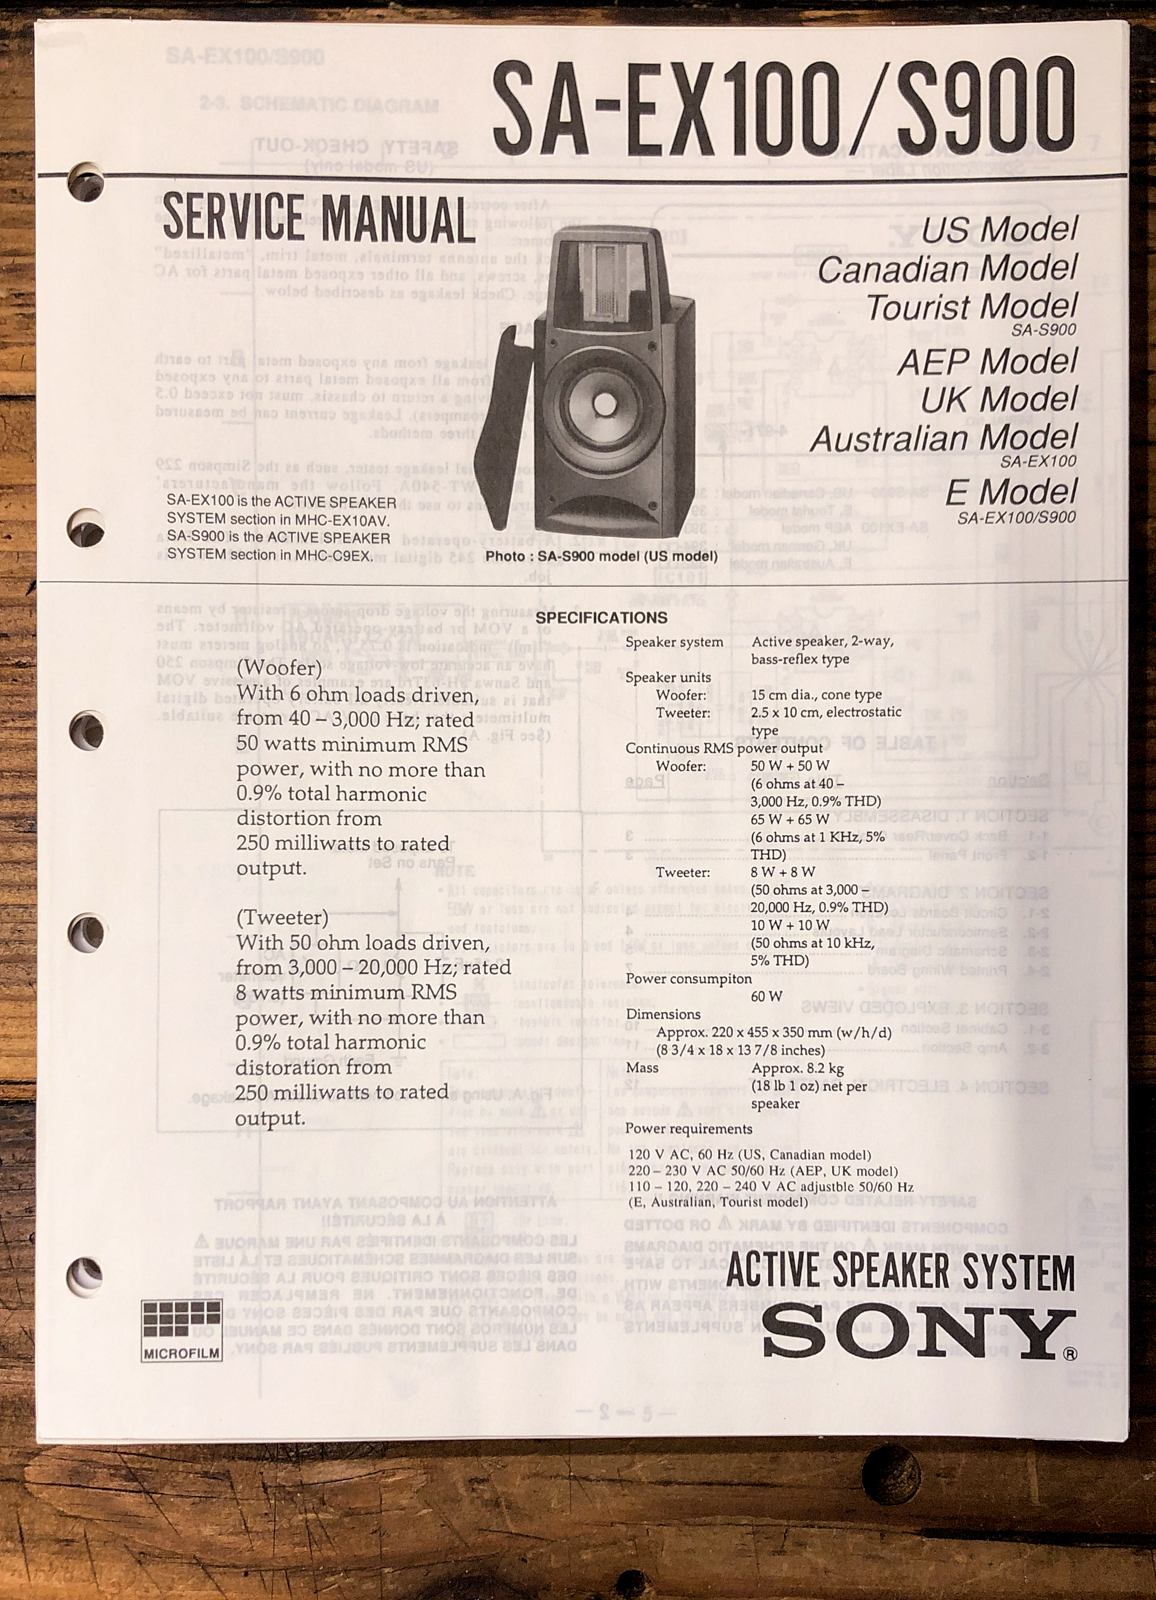 SA-EX100/S900
SERVICE MANUAL
US Model
Canadian Model
Tourist Model
SA-S900
AEP Model
UK Model
Australian Model
SA-EX100
E Model
SA-EX100/S900
SA-EX100 is the ACTIVE SPEAKER
SYSTEM section in MHC-EX10AV.
SA-S900 is the ACTIVE SPEAKER
SYSTEM section in MHC-C9EX.
Photo : SA-S900 model (US model)
SPECIFICATIONS
(Woofer)
With 6 ohm loads driven,
from 40 – 3,000 Hz; rated
50 watts minimum RMS
power, with no more than
0.9% total harmonic
distortion from
250 milliwatts to rated
output.
(Tweeter)
With 50 ohm loads driven,
from 3,000 – 20,000 Hz; rated
8 watts minimum RMS
power, with no more than
0.9% total harmonic
distoration from
250 milliwatts to rated
output.
Speaker system Active speaker, 2-way,
bass-reflex type
Speaker units
Woofer: 15 cm dia., cone type
Tweeter: 2.5 x 10 cm, electrostatic
type
Continuous RMS power output
Woofer: 50 W + 50 W
(6 ohms at 40 –
3,000 Hz, 0.9% THD)
65 W + 65 W
(6 ohms at 1 KHz, 5%
THD)
Tweeter: 8 W + 8 W
(50 ohms at 3,000 –
20,000 Hz, 0.9% THD)
10 W + 10 W
(50 ohms at 10 kHz,
5% THD)
Power consumpiton
60 W
Dimensions
Approx. 220 x 455 x 350 mm (w/h/d)
(8 3/4 x 18 x 13 7/8 inches)
Mass Approx. 8.2 kg
(18 lb 1 oz) net per
speaker
Power requirements
120 V AC, 60 Hz (US, Canadian model)
220 – 230 V AC 50/60 Hz (AEP, UK model)
110 – 120, 220 – 240 V AC adjustble 50/60 Hz
(E, Australian, Tourist model)
ACTIVE SPEAKER SYSTEM
SONY®
MICROFILM